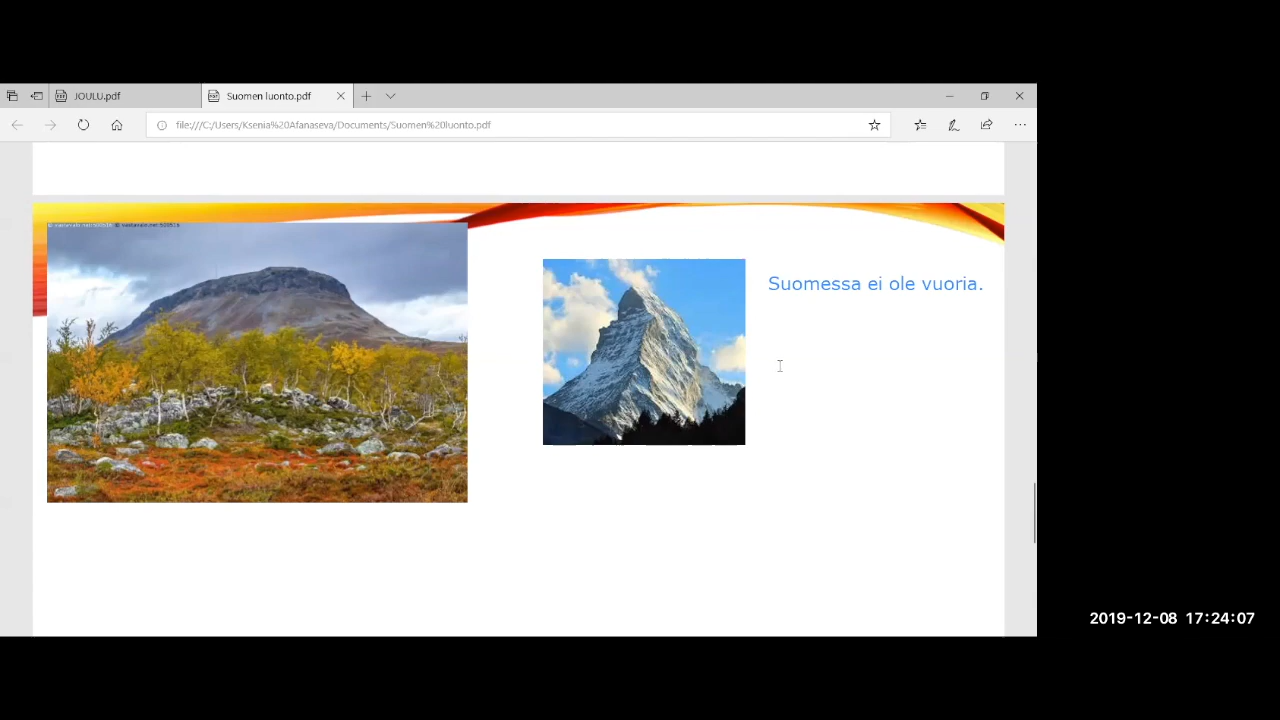 JOULU.pdf
Suomen luonto.pdf
file:///C:/Users/Ksenia%20Afanaseva/Documents/Suomen%20luonto.pdf
Suomessa ei ole vuoria.
2019-12-08 17:24:07